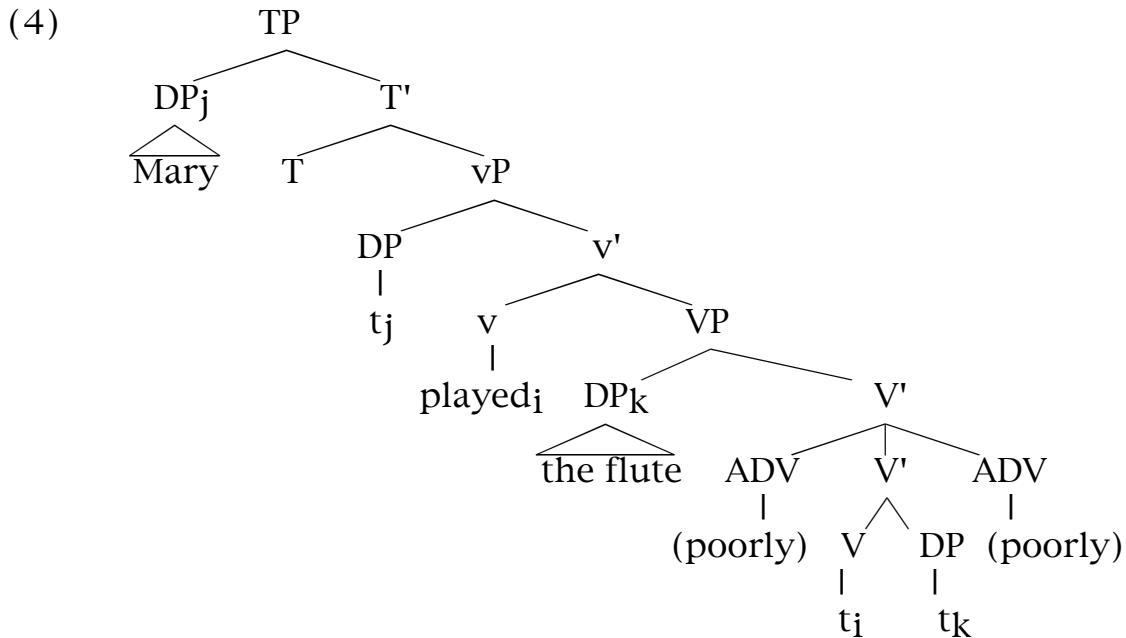 (4) TP
DPj T'
Mary T vP
DP v'
tj v VP
playedi DPk V'
the flute ADV V' ADV
(poorly) V DP (poorly)
ti tk